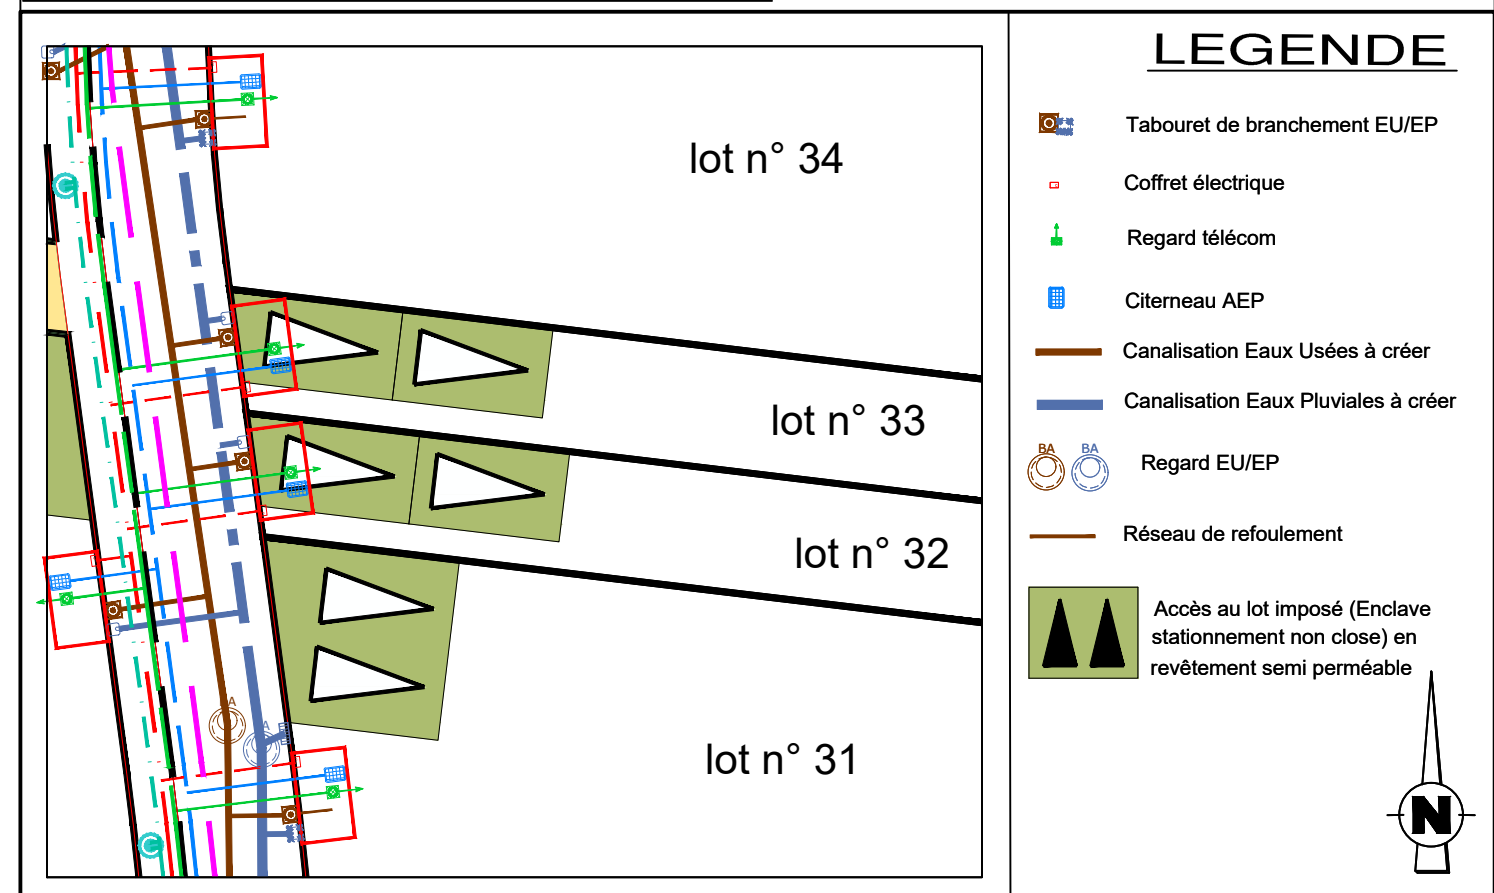 LEGENDE
Tabouret de branchement EU/EP
Coffret électrique
Regard télécom
Citerneau AEP
Canalisation Eaux Usées à créer
Canalisation Eaux Pluviales à créer
BA BA
Regard EU/EP
Réseau de refoulement
Accès au lot imposé (Enclave
stationnement non close) en
revêtement semi perméable
N
lot n° 34
lot n° 33
lot n° 32
lot n° 31
A
A